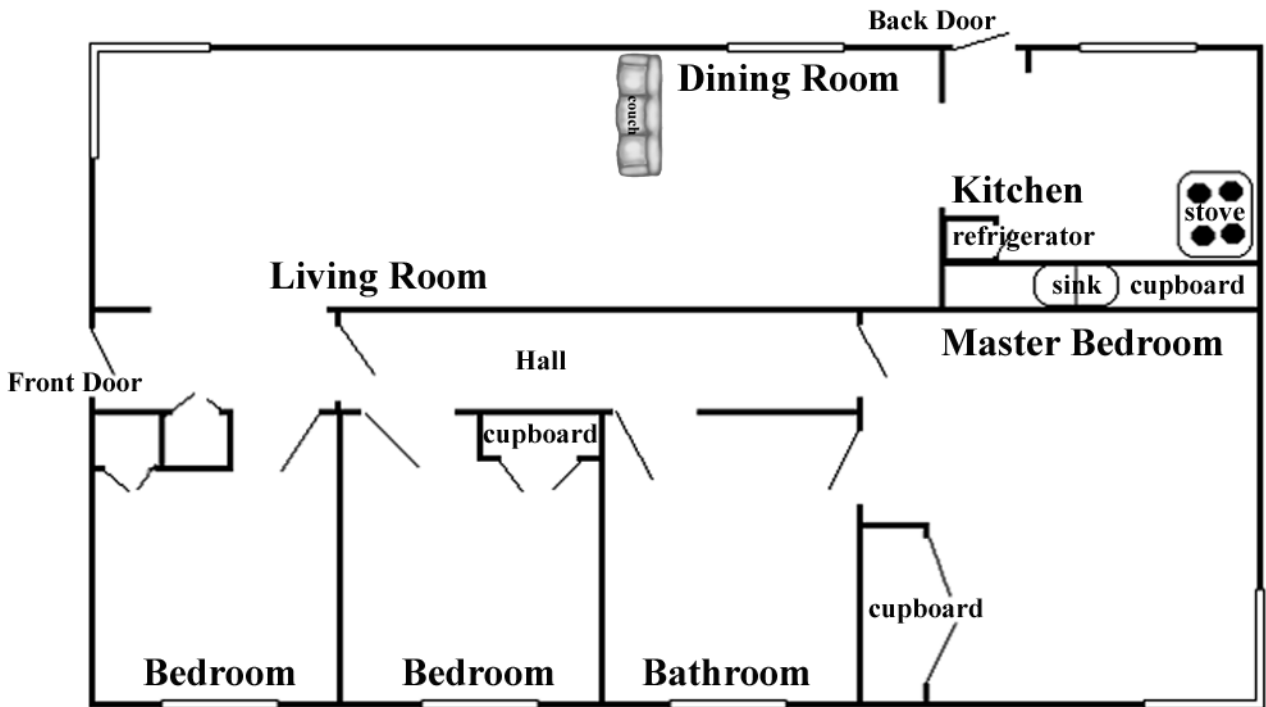 Back Door
Dining Room
couch
Kitchen
stove
refrigerator
Living Room
sink
cupboard
Master Bedroom
Hall
Front Door
cupboard
cupboard
Bedroom
Bedroom
Bathroom